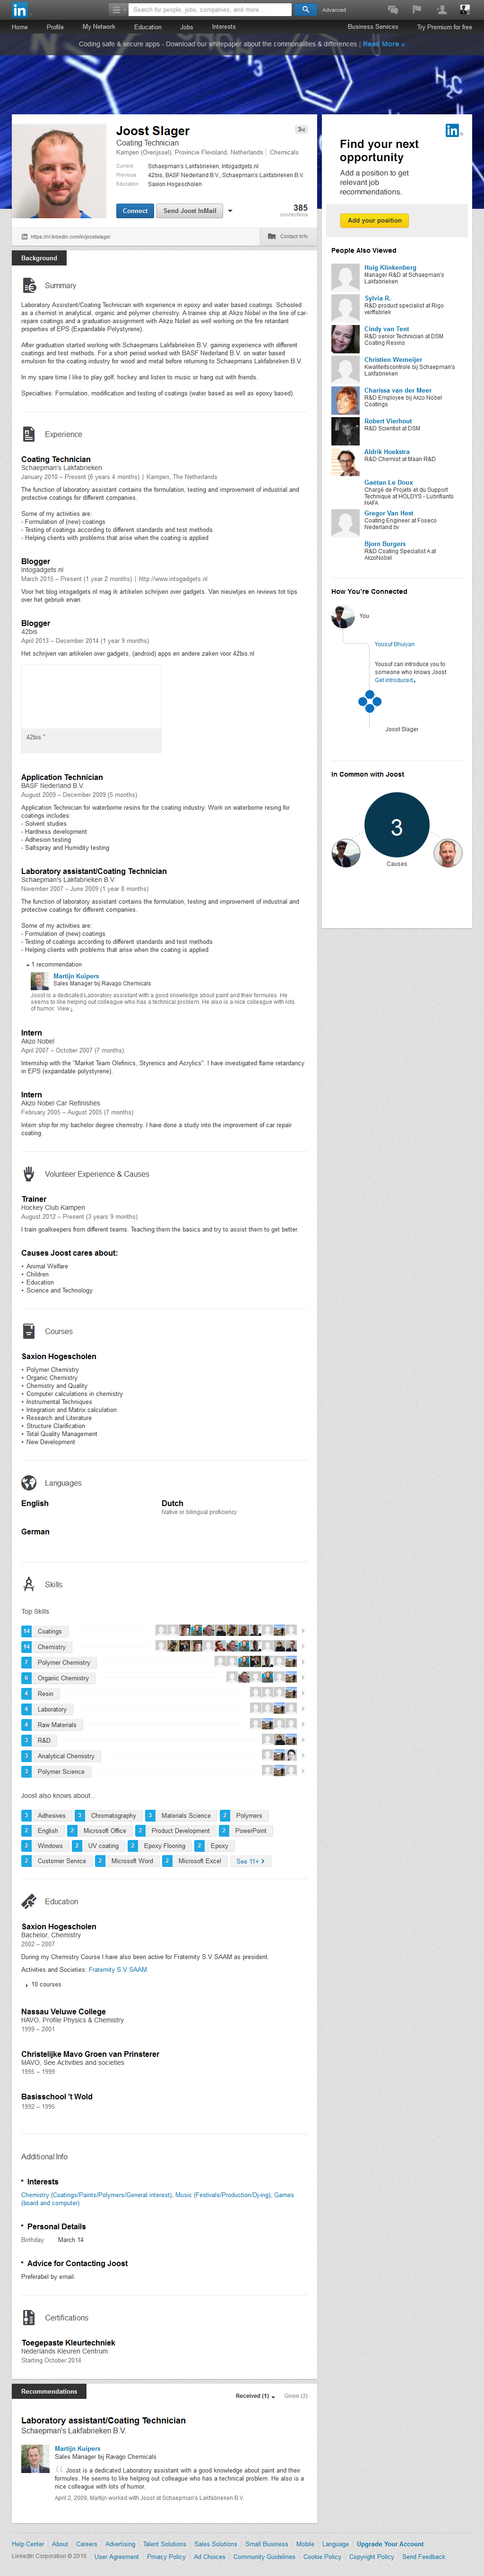 in
Search for people, jobs, companies, and more...
Advanced
Home Profile My Network Education Jobs Interests Business Services Try Premium for free
Coding safe & secure apps - Download our whitepaper about the commonalities & differences | Read More »
Joost Slager
3rd
Coating Technician
Kampen (Overijssel), Provincie Flevoland, Netherlands | Chemicals
Current Schaepman's Lakfabrieken, Intogadgets.nl
Previous 42bis, BASF Nederland B.V., Schaepman's Lakfabrieken B.V.
Education Saxion Hogescholen
Connect Send Joost InMail
385
connections
https://nl.linkedin.com/in/joostslager
Contact Info
Background
Summary
Laboratory Assistant/Coating Technician with experience in epoxy and water based coatings. Schooled
as a chemist in analytical, organic and polymer chemistry. A trainee ship at Akzo Nobel in the line of car-
repare coatings and a graduation assignment with Akzo Nobel as well working on the fire retardant
properties of EPS (Expandable Polystyrene).
After graduation started working with Schaepmans Lakfabrieken B.V. gaining experience with different
coatings and test methods. For a short period worked with BASF Nederland B.V. on water based
emulsion for the coating industry for wood and metal before returning to Schaepmans Lakfabrieken B.V.
In my spare time I like to play golf, hockey and listen to music or hang out with friends.
Specialties: Formulation, modification and testing of coatings (water based as well as epoxy based).
Experience
Coating Technician
Schaepman's Lakfabrieken
January 2010 – Present (6 years 4 months) | Kampen, The Netherlands
The function of laboratory assistent contains the formulation, testing and improvement of industrial and
protective coatings for different companies.
Some of my activities are:
- Formulation of (new) coatings
- Testing of coatings according to different standards and test methods
- Helping clients with problems that arise when the coating is applied
Blogger
Intogadgets.nl
March 2015 – Present (1 year 2 months) | http://www.intogadgets.nl
Voor het blog intogadgets.nl mag ik artikelen schrijven over gadgets. Van nieuwtjes en reviews tot tips
over het gebruik ervan.
Blogger
42bis
April 2013 – December 2014 (1 year 9 months)
Het schrijven van artikelen over gadgets, (android) apps en andere zaken voor 42bis.nl
42bis "
Application Technician
BASF Nederland B.V.
August 2009 – December 2009 (5 months)
Application Technician for waterborne resins for the coating industry. Work on waterborne resing for
coatings includes:
- Solvent studies
- Hardness development
- Adhesion testing
- Saltspray and Humidity testing
Laboratory assistent/Coating Technician
Schaepman's Lakfabrieken B.V.
November 2007 – June 2009 (1 year 8 months)
The function of laboratory assistent contains the formulation, testing and improvement of industrial and
protective coatings for different companies.
Some of my activities are:
- Formulation of (new) coatings
- Testing of coatings according to different standards and test methods
- Helping clients with problems that arise when the coating is applied
1 recommendation
Martijn Kuipers
Sales Manager bij Ravago Chemicals
Joost is a dedicated Laboratory assistent with a good knowledge about paint and their formules. He
seems to like helping out colleague who has a technical problem. He also is a nice colleague with lots
of humor. View
Intern
Akzo Nobel
April 2007 – October 2007 (7 months)
Internship with the "Market Team Olefinics, Styrenics and Acrylics". I have investigated flame retardancy
in EPS (expandable polystyrene).
Intern
Akzo Nobel Car Refinishes
February 2005 – August 2005 (7 months)
Intern ship for my bachelor degree chemistry. I have done a study into the improvement of car repair
coating.
Volunteer Experience & Causes
Trainer
Hockey Club Kampen
August 2012 – Present (3 years 9 months)
I train goalkeepers from different teams. Teaching them the basics and try to assist them to get better.
Causes Joost cares about:
• Animal Welfare
• Children
• Education
• Science and Technology
Courses
Saxion Hogescholen
• Polymer Chemistry
• Organic Chemistry
• Chemistry and Quality
• Computer calculations in chemistry
• Instrumental Techniques
• Integration and Matrix calculation
• Research and Literature
• Structure Clarification
• Total Quality Management
• New Development
Languages
English
Dutch
Native or bilingual proficiency
German
Skills
Top Skills
14 Coatings
14 Chemistry
7 Polymer Chemistry
6 Organic Chemistry
4 Resin
4 Laboratory
4 Raw Materials
3 R&D
3 Analytical Chemistry
3 Polymer Science
Joost also knows about...
3 Adhesives 3 Chromatography 3 Materials Science 2 Polymers
2 English 2 Microsoft Office 2 Product Development 2 PowerPoint
2 Windows 2 UV coating 2 Epoxy Flooring 2 Epoxy
2 Customer Service 2 Microsoft Word 2 Microsoft Excel See 11+
Education
Saxion Hogescholen
Bachelor, Chemistry
2002 – 2007
During my Chemistry Course I have also been active for Fraternity S.V SAAM as president.
Activities and Societies: Fraternity S.V SAAM
10 courses
Nassau Veluwe College
HAVO, Profile Physics & Chemistry
1999 – 2001
Christelijke Mavo Groen van Prinsterer
MAVO, See Activities and societies
1995 – 1999
Basisschool 't Wold
1992 – 1995
Additional Info
• Interests
Chemistry (Coatings/Paints/Polymers/General interest), Music (Festivals/Production/Dj-ing), Games
(board and computer)
• Personal Details
Birthday March 14
• Advice for Contacting Joost
Preferabel by email.
Certifications
Toegepaste Kleurtechniek
Nederlands Kleuren Centrum
Starting October 2014
Recommendations
Received (1) Given (2)
Laboratory assistant/Coating Technician
Schaepman's Lakfabrieken B.V.
Martijn Kuipers
Sales Manager bij Ravago Chemicals
Joost is a dedicated Laboratory assistent with a good knowledge about paint and their
formules. He seems to like helping out colleague who has a technical problem. He also is a
nice colleague with lots of humor.
April 2, 2009, Martijn worked with Joost at Schaepman's Lakfabrieken B.V.
in
Find your next
opportunity
Add a position to get
relevant job
recommendations.
Add your position
People Also Viewed
Huig Klinkenberg
Manager R&D at Schaepman's
Lakfabrieken
Sylvia R.
R&D product specialist at Rigo
verffabriek
Cindy van Tent
R&D senior Technician at DSM
Coating Resins
Christien Wemeijer
Kwaliteitscontrole bij Schaepman's
Lakfabrieken
Charissa van der Meer
R&D Employee bij Akzo Nobel
Coatings
Robert Vierhout
R&D Scientist at DSM
Aldrik Hoekstra
R&D Chemist at Maan R&D
Gaëtan Le Doux
Chargé de Projets et du Support
Technique at HOLDYS - Lubrifiants
HAFA
Gregor Van Hest
Coating Engineer at Foseco
Nederland bv
Bjorn Burgers
R&D Coating Specialist A at
AkzoNobel
How You're Connected
You
Yousuf Bhuiyan
Yousuf can introduce you to
someone who knows Joost
Get introduced
Joost Slager
In Common with Joost
3
Causes
Help Center About Careers Advertising Talent Solutions Sales Solutions Small Business Mobile Language Upgrade Your Account
LinkedIn Corporation © 2016 User Agreement Privacy Policy Ad Choices Community Guidelines Cookie Policy Copyright Policy Send Feedback